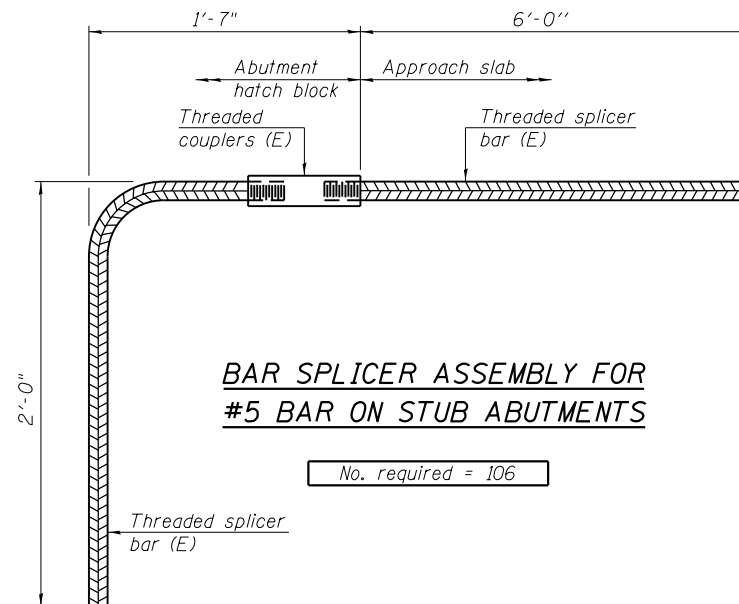 1'-7"
6'-0''
Abutment
hatch block
Approach slab
Threaded
couplers (E)
Threaded splicer
bar (E)
2'-0"
BAR SPLICER ASSEMBLY FOR
#5 BAR ON STUB ABUTMENTS
No. required = 106
Threaded splicer
bar (E)